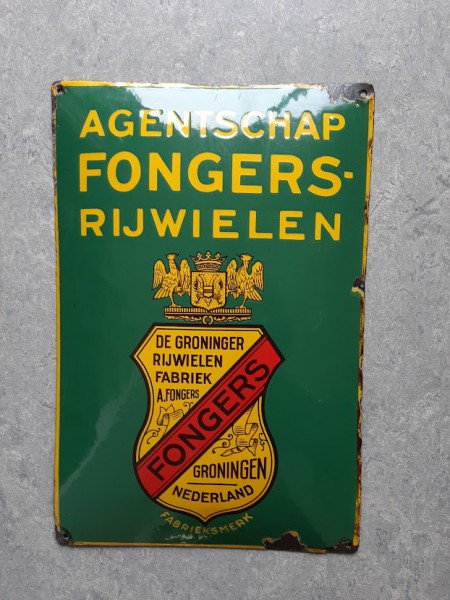 AGENTSCHAP
FONGERS-
RIJWIELEN
DE GRONINGER
RIJWIELEN
FABRIEK
A.FONGERS
FONGERS
GRONINGEN
NEDERLAND
FABRIEKSMERK